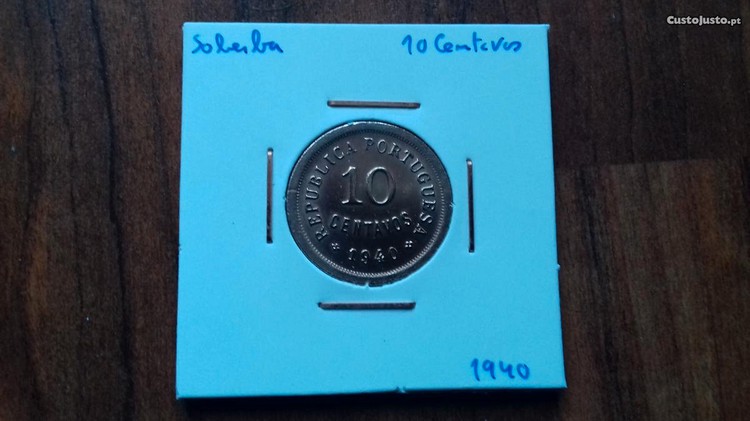 CustoJusto.pt
Soberba 10 Centavos
REPUBLICA PORTUGUESA
10
CENTAVOS
* 1940 *
1940